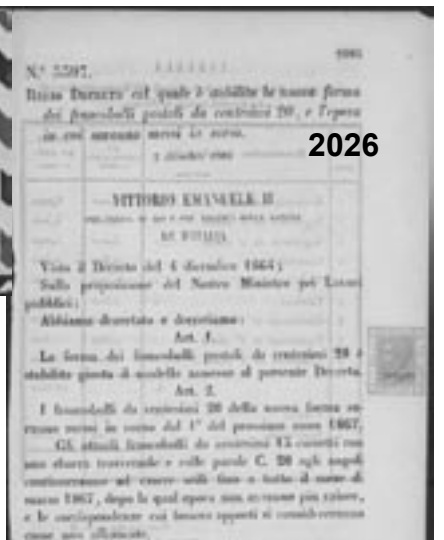 N.° 3397.
Regio Decreto col quale è stabilita la nuova forma
dei francobolli postali da centesimi 20, e l'epoca
in cui saranno messi in corso.
2026
VITTORIO EMANUELE II
RE D'ITALIA
Visto il Decreto del 4 dicembre 1864;
Sulla proposizione del Nostro Ministro pei Lavori
pubblici;
Abbiamo decretato e decretiamo:
Art. 1.
La forma dei francobolli postali da centesimi 20 è
stabilita giusta il modello annesso al presente Decreto.
Art. 2.
I francobolli da centesimi 20 della nuova forma sa-
ranno messi in corso dal 1° del prossimo anno 1867.
Gli attuali francobolli da centesimi 15 coperti con
una sbarra trasversale e colle parole C. 20 agli angoli
continueranno ad essere utili fino a tutto il mese di
marzo 1867, dopo la qual epoca non avranno più valore,
e le corrispondenze cui fossero apposti si considereranno
come non affrancate.